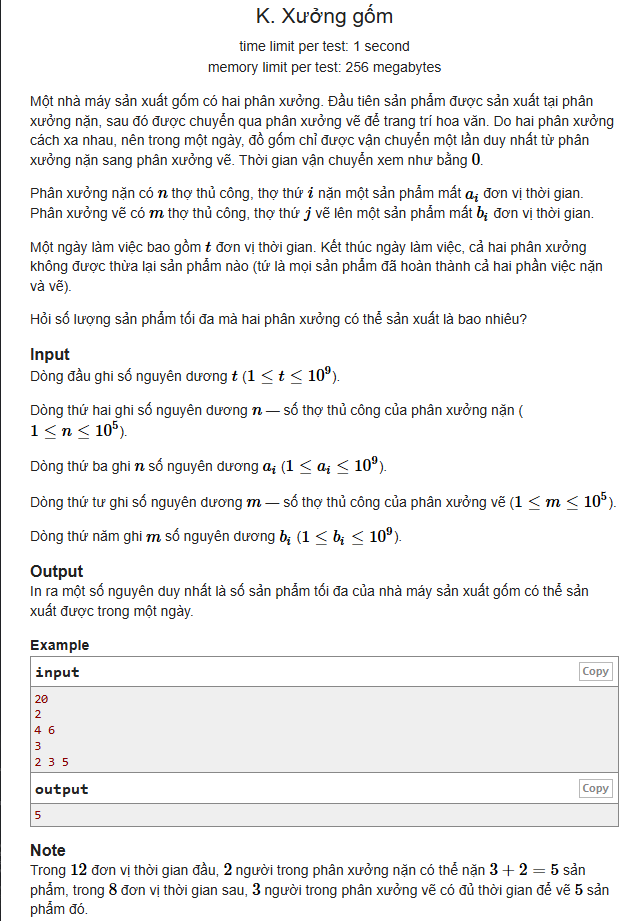 K. Xưởng gốm
time limit per test: 1 second
memory limit per test: 256 megabytes
Một nhà máy sản xuất gốm có hai phân xưởng. Đầu tiên sản phẩm được sản xuất tại phân
xưởng nặn, sau đó được chuyển qua phân xưởng vẽ để trang trí hoa văn. Do hai phân xưởng
cách xa nhau, nên trong một ngày, đồ gốm chỉ được vận chuyển một lần duy nhất từ phân
xưởng nặn sang phân xưởng vẽ. Thời gian vận chuyển xem như bằng 0.
Phân xưởng nặn có n thợ thủ công, thợ thứ i nặn một sản phẩm mất a_i đơn vị thời gian.
Phân xưởng vẽ có m thợ thủ công, thợ thứ j vẽ lên một sản phẩm mất b_i đơn vị thời gian.
Một ngày làm việc bao gồm t đơn vị thời gian. Kết thúc ngày làm việc, cả hai phân xưởng
không được thừa lại sản phẩm nào (tứ là mọi sản phẩm đã hoàn thành cả hai phần việc nặn
và vẽ).
Hỏi số lượng sản phẩm tối đa mà hai phân xưởng có thể sản xuất là bao nhiêu?
Input
Dòng đầu ghi số nguyên dương t (1 ≤ t ≤ 10^9).
Dòng thứ hai ghi số nguyên dương n — số thợ thủ công của phân xưởng nặn (
1 ≤ n ≤ 10^5).
Dòng thứ ba ghi n số nguyên dương a_i (1 ≤ a_i ≤ 10^9).
Dòng thứ tư ghi số nguyên dương m — số thợ thủ công của phân xưởng vẽ (1 ≤ m ≤ 10^5).
Dòng thứ năm ghi m số nguyên dương b_i (1 ≤ b_i ≤ 10^9).
Output
In ra một số nguyên duy nhất là số sản phẩm tối đa của nhà máy sản xuất gốm có thể sản
xuất được trong một ngày.
Example
input Copy
20
2
4 6
3
2 3 5
output Copy
5
Note
Trong 12 đơn vị thời gian đầu, 2 người trong phân xưởng nặn có thể nặn 3 + 2 = 5 sản
phẩm, trong 8 đơn vị thời gian sau, 3 người trong phân xưởng vẽ có đủ thời gian để vẽ 5 sản
phẩm đó.